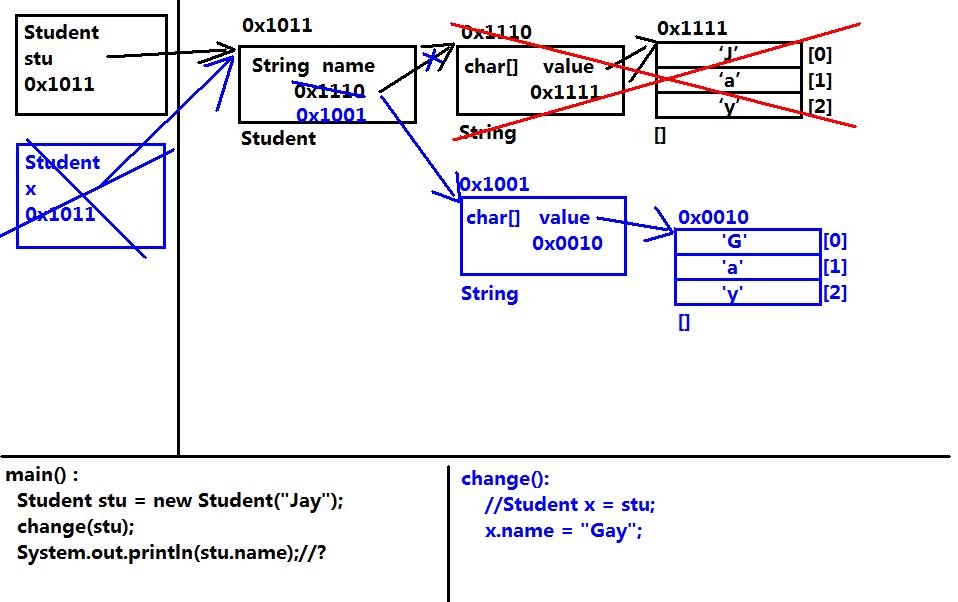 Student
stu
0x1011
Student
x
0x1011
0x1011
String name
0x1110
0x1001
Student
0x1110
char[] value
0x1111
String
0x1111
‘J’ [0]
‘a’ [1]
‘y’ [2]
[]
0x1001
char[] value
0x0010
String
0x0010
'G' [0]
'a' [1]
'y' [2]
[]
main() :
Student stu = new Student("Jay");
change(stu);
System.out.println(stu.name);//?
change():
//Student x = stu;
x.name = "Gay";